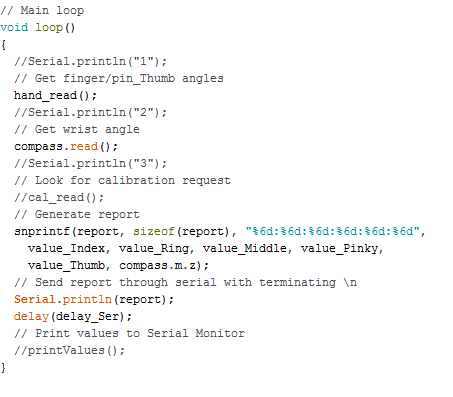 // Main loop
void loop()
{
  //Serial.println("1");
  // Get finger/pin_Thumb angles
  hand_read();
  //Serial.println("2");
  // Get wrist angle
  compass.read();
  //Serial.println("3");
  // Look for calibration request
  //cal_read();
  // Generate report
  snprintf(report, sizeof(report), "%6d:%6d:%6d:%6d:%6d:%6d",
    value_Index, value_Ring, value_Middle, value_Pinky,
    value_Thumb, compass.m.z);
  // Send report through serial with terminating \n
  Serial.println(report);
  delay(delay_Ser);
  // Print values to Serial Monitor
  //printValues();
}